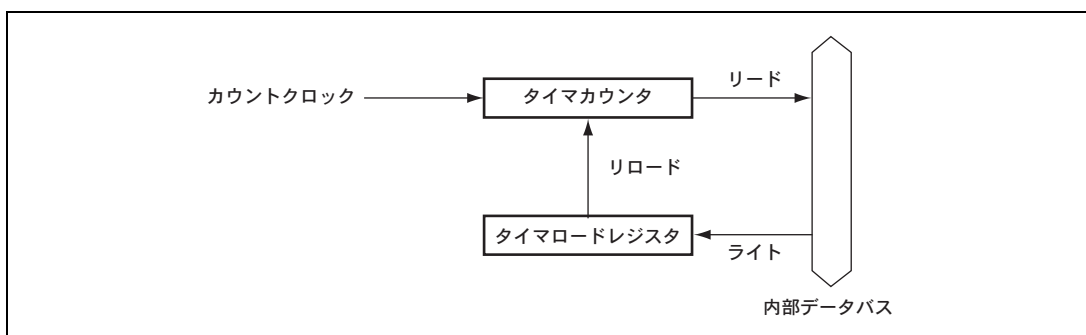 カウントクロック
タイマカウンタ
リード
リロード
タイマロードレジスタ
ライト
内部データバス